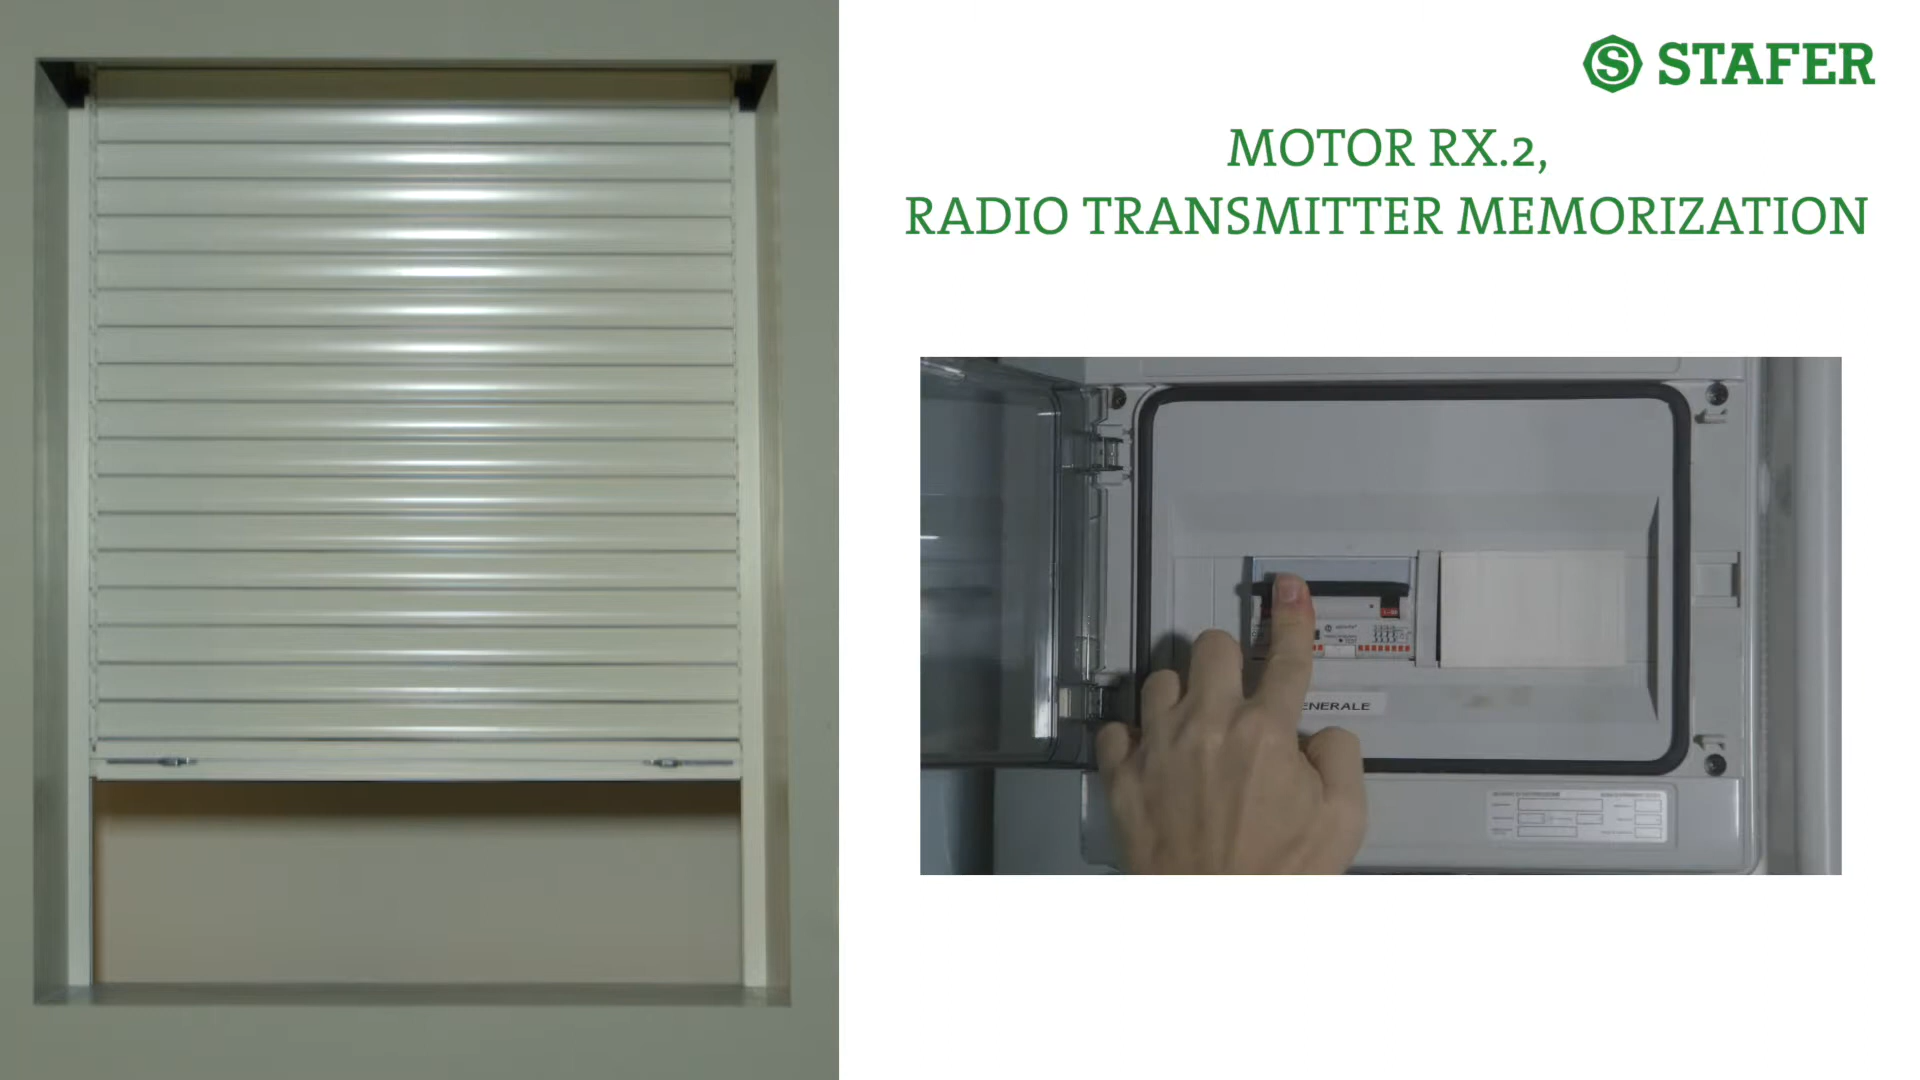 STAFER
MOTOR RX.2,
RADIO TRANSMITTER MEMORIZATION
ENERALE